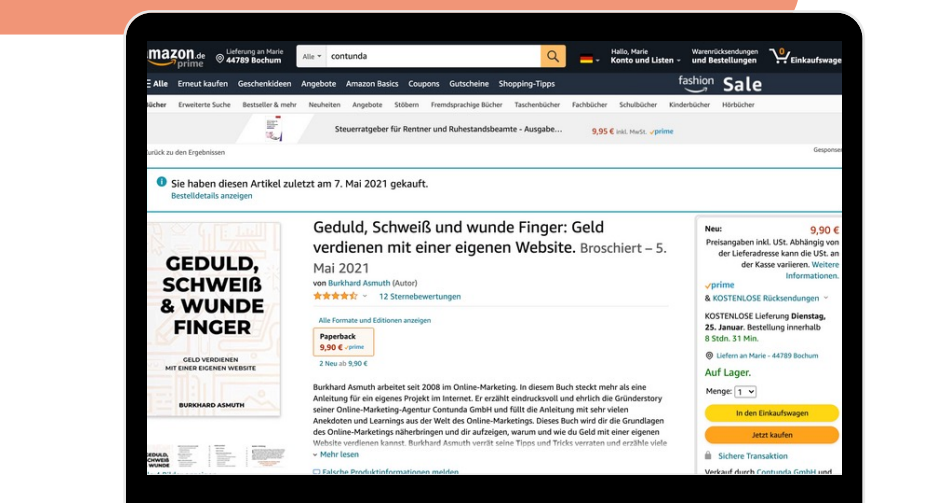 amazon.de
prime
Lieferung an Marie
44789 Bochum
Alle
contunda
Hallo, Marie
Konto und Listen
Warenrücksendungen
und Bestellungen
0
Einkaufswage
Alle Erneut kaufen Geschenkideen Angebote Amazon Basics Coupons Gutscheine Shopping-Tipps
fashion Sale
ücher Erweiterte Suche Bestseller & mehr Neuheiten Angebote Stöbern Fremdsprachige Bücher Taschenbücher Fachbücher Schulbücher Kinderbücher Hörbücher
Steuerratgeber für Rentner und Ruhestandsbeamte - Ausgabe... 9,95 € inkl. MwSt. prime
urück zu den Ergebnissen
Gesponser
Sie haben diesen Artikel zuletzt am 7. Mai 2021 gekauft.
Bestelldetails anzeigen
GEDULD,
SCHWEIß
& WUNDE
FINGER
GELD VERDIENEN
MIT EINER EIGENEN WEBSITE
BURKHARD ASMUTH
Geduld, Schweiß und wunde Finger: Geld
verdienen mit einer eigenen Website. Broschiert – 5.
Mai 2021
von Burkhard Asmuth (Autor)
12 Sternebewertungen
Alle Formate und Editionen anzeigen
Paperback
9,90 € prime
2 Neu ab 9,90 €
Burkhard Asmuth arbeitet seit 2008 im Online-Marketing. In diesem Buch steckt mehr als eine
Anleitung für ein eigenes Projekt im Internet. Er erzählt eindrucksvoll und ehrlich die Gründerstory
seiner Online-Marketing-Agentur Contunda GmbH und füllt die Anleitung mit sehr vielen
Anekdoten und Learnings aus der Welt des Online-Marketings. Dieses Buch wird dir die Grundlagen
des Online-Marketings näherbringen und dir aufzeigen, warum und wie du Geld mit einer eigenen
Website verdienen kannst. Burkhard Asmuth verrät seine Tipps und Tricks verraten und erzähle viele
Mehr lesen
Falsche Produktinformationen melden
Neu: 9,90 €
Preisangaben inkl. USt. Abhängig von
der Lieferadresse kann die USt. an
der Kasse variieren. Weitere
Informationen.
prime
& KOSTENLOSE Rücksendungen
KOSTENLOSE Lieferung Dienstag,
25. Januar. Bestellung innerhalb
8 Stdn. 31 Min.
Liefern an Marie - 44789 Bochum
Auf Lager.
Menge: 1
In den Einkaufswagen
Jetzt kaufen
Sichere Transaktion
Verkauf durch Contunda GmbH und